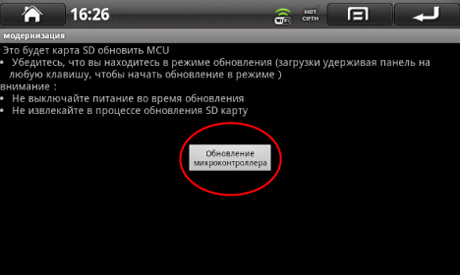 16:26
WiFi
нет
сети
модернизация
Это будет карта SD обновить MCU
• Убедитесь, что вы находитесь в режиме обновления (загрузки удерживая панель на
любую клавишу, чтобы начать обновление в режиме )
внимание :
• Не выключайте питание во время обновления
• Не извлекайте в процессе обновления SD карту
Обновление
микроконтроллера